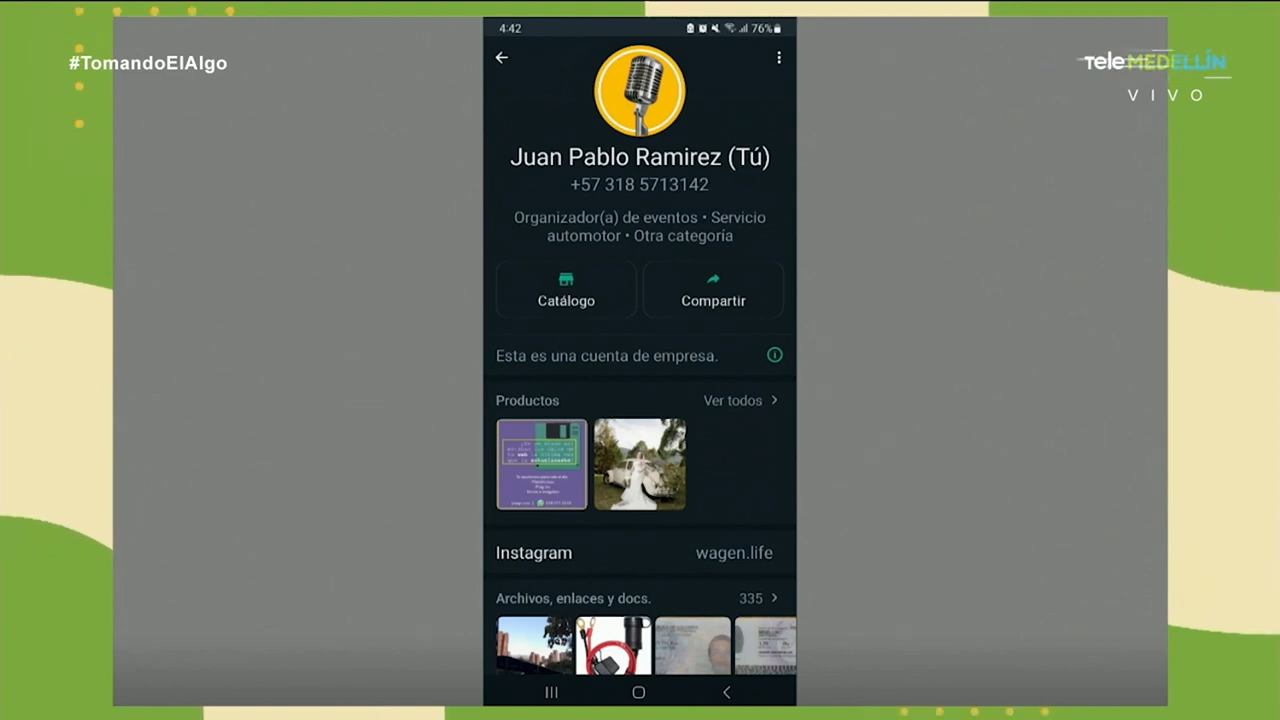 #TomandoElAlgo
TeleMEDELLÍN
VIVO
4:42
76%
Juan Pablo Ramirez (Tú)
+57 318 5713142
Organizador(a) de eventos • Servicio
automotor • Otra categoría
Catálogo
Compartir
Esta es una cuenta de empresa.
Productos
Ver todos
Instagram
wagen.life
Archivos, enlaces y docs.
335